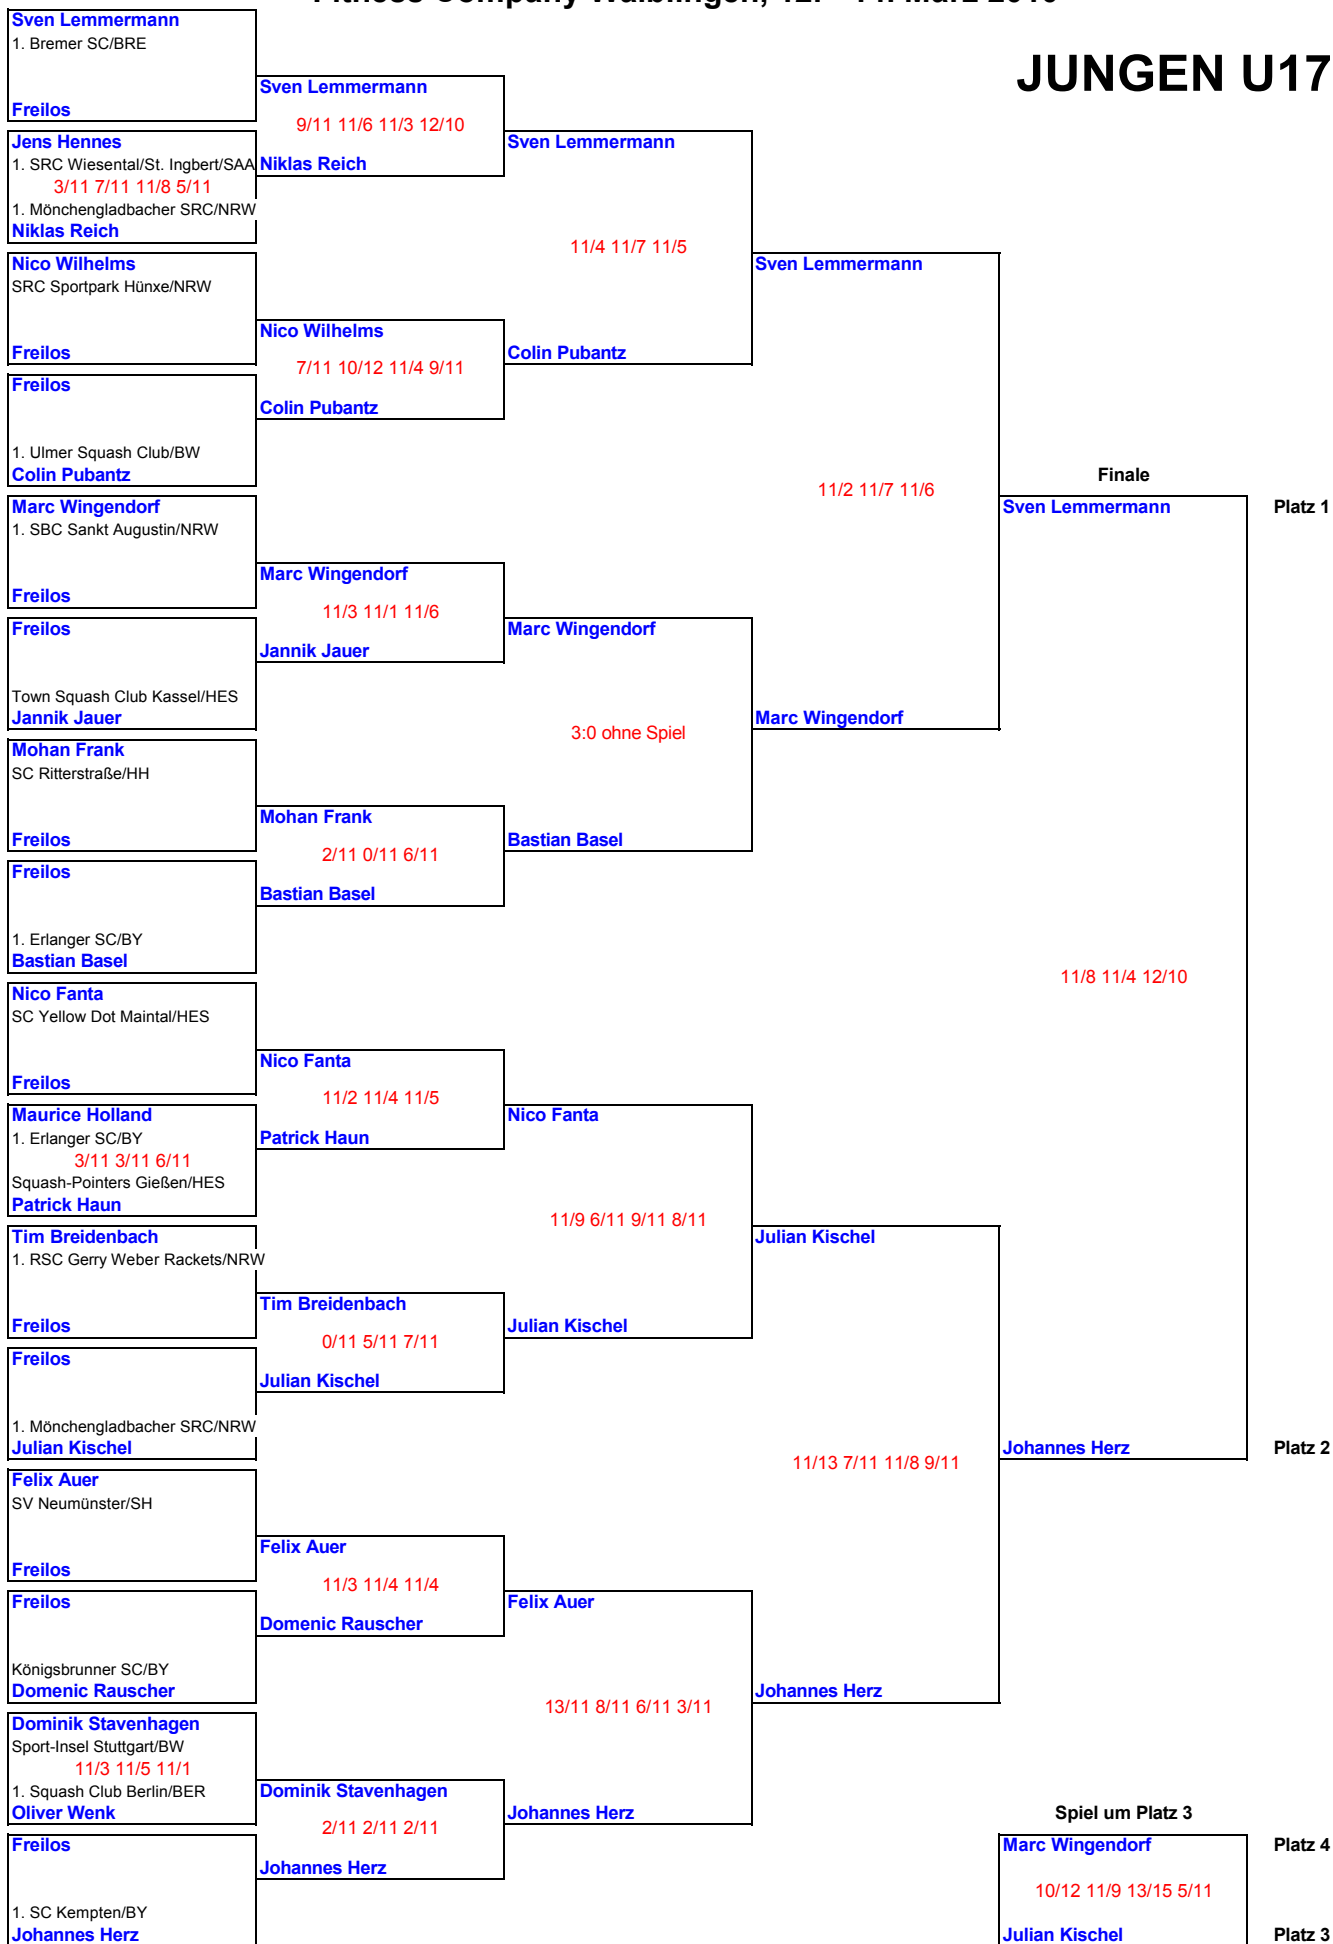 JUNGEN U17
Sven Lemmermann
1. Bremer SC/BRE
Freilos
Jens Hennes
1. SRC Wiesental/St. Ingbert/SAA
3/11 7/11 11/8 5/11
1. Mönchengladbacher SRC/NRW
Niklas Reich
Nico Wilhelms
SRC Sportpark Hünxe/NRW
Freilos
Freilos
1. Ulmer Squash Club/BW
Colin Pubantz
Marc Wingendorf
1. SBC Sankt Augustin/NRW
Freilos
Freilos
Town Squash Club Kassel/HES
Jannik Jauer
Mohan Frank
SC Ritterstraße/HH
Freilos
Freilos
1. Erlanger SC/BY
Bastian Basel
Nico Fanta
SC Yellow Dot Maintal/HES
Freilos
Maurice Holland
1. Erlanger SC/BY
3/11 3/11 6/11
Squash-Pointers Gießen/HES
Patrick Haun
Tim Breidenbach
1. RSC Gerry Weber Rackets/NRW
Freilos
Freilos
1. Mönchengladbacher SRC/NRW
Julian Kischel
Felix Auer
SV Neumünster/SH
Freilos
Freilos
Königsbrunner SC/BY
Domenic Rauscher
Dominik Stavenhagen
Sport-Insel Stuttgart/BW
11/3 11/5 11/1
1. Squash Club Berlin/BER
Oliver Wenk
Freilos
1. SC Kempten/BY
Johannes Herz
Sven Lemmermann
9/11 11/6 11/3 12/10
Niklas Reich
Nico Wilhelms
7/11 10/12 11/4 9/11
Colin Pubantz
Marc Wingendorf
11/3 11/1 11/6
Jannik Jauer
Mohan Frank
2/11 0/11 6/11
Bastian Basel
Nico Fanta
11/2 11/4 11/5
Patrick Haun
Tim Breidenbach
0/11 5/11 7/11
Julian Kischel
Felix Auer
11/3 11/4 11/4
Domenic Rauscher
Dominik Stavenhagen
2/11 2/11 2/11
Johannes Herz
Sven Lemmermann
11/4 11/7 11/5
Colin Pubantz
Marc Wingendorf
3:0 ohne Spiel
Bastian Basel
Nico Fanta
11/9 6/11 9/11 8/11
Julian Kischel
Felix Auer
13/11 8/11 6/11 3/11
Johannes Herz
Sven Lemmermann
11/2 11/7 11/6
Marc Wingendorf
Julian Kischel
11/13 7/11 11/8 9/11
Johannes Herz
Finale
Sven Lemmermann
Platz 1
11/8 11/4 12/10
Johannes Herz
Platz 2
Spiel um Platz 3
Marc Wingendorf
Platz 4
10/12 11/9 13/15 5/11
Julian Kischel
Platz 3